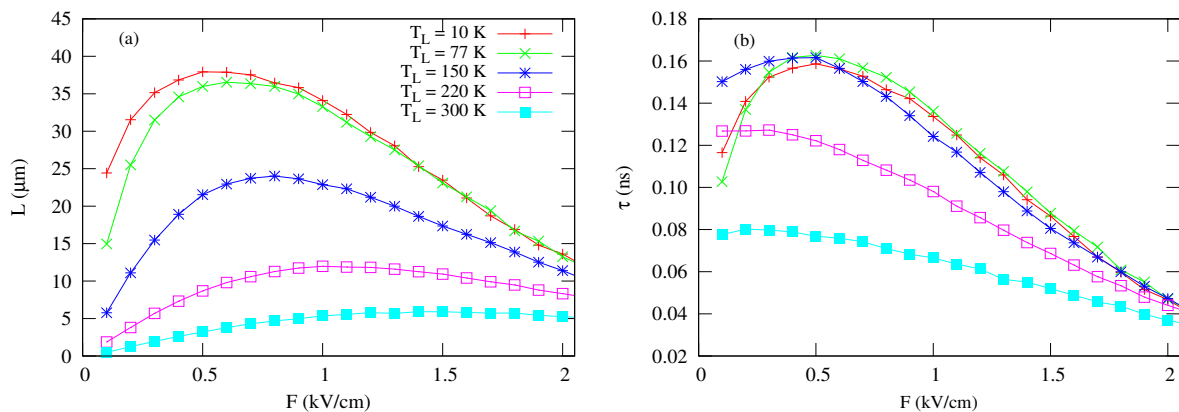 (a)
T_L = 10 K
T_L = 77 K
T_L = 150 K
T_L = 220 K
T_L = 300 K
45
40
35
30
25
20
15
10
5
0
L (μm)
0 0.5 1 1.5 2
F (kV/cm)
(b)
0.18
0.16
0.14
0.12
0.10
0.08
0.06
0.04
0.02
τ (ns)
0 0.5 1 1.5 2
F (kV/cm)